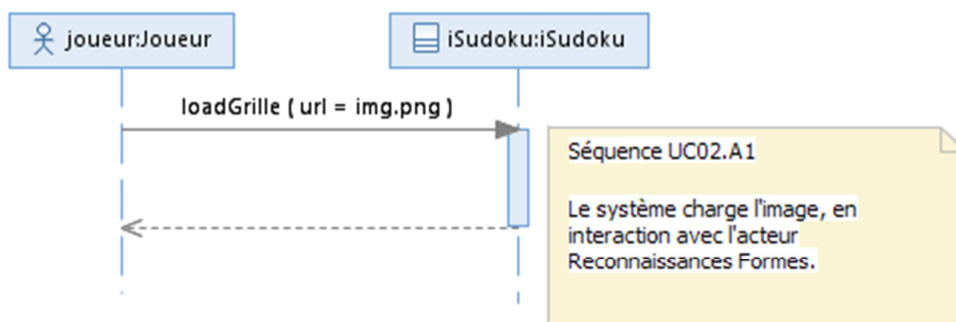 joueur:Joueur
iSudoku:iSudoku
loadGrille ( url = img.png )
Séquence UC02.A1
Le système charge l'image, en
interaction avec l'acteur
Reconnaissances Formes.